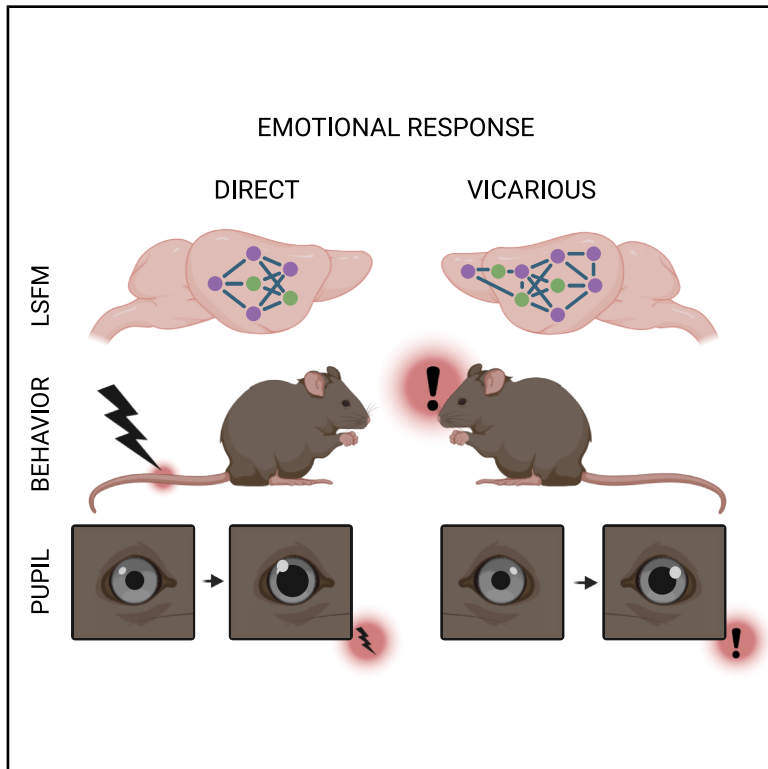 EMOTIONAL RESPONSE
DIRECT
VICARIOUS
LSFM
BEHAVIOR
!
PUPIL
!